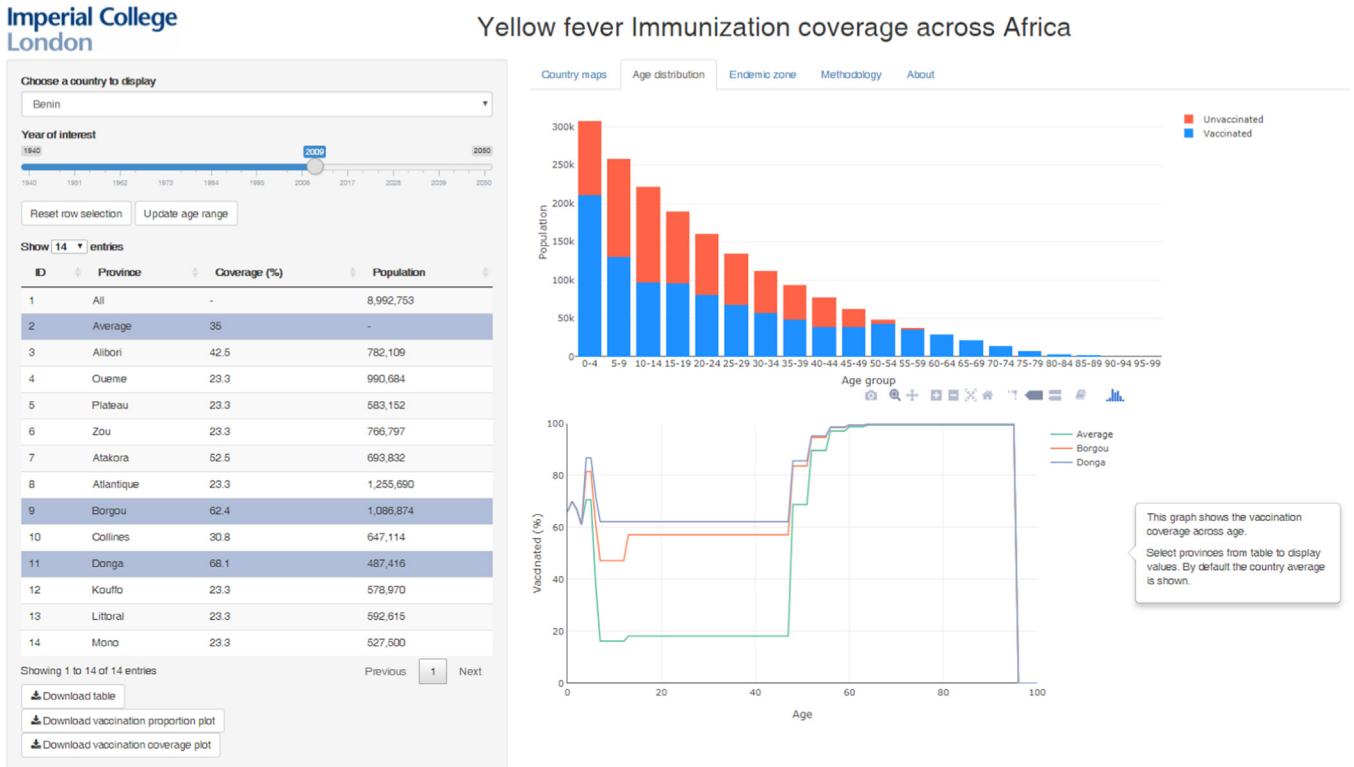 Imperial College
London
Yellow fever Immunization coverage across Africa
Choose a country to display
Benin
Year of interest
1940
2009
2050
1940 1951 1962 1973 1984 1995 2006 2017 2028 2039 2050
Reset row selection
Update age range
Show 14 entries
ID Province Coverage (%) Population
1 All - 8,992,753
2 Average 35 -
3 Alibori 42.5 782,109
4 Oueme 23.3 990,684
5 Plateau 23.3 583,152
6 Zou 23.3 766,797
7 Atakora 52.5 693,832
8 Atlantique 23.3 1,255,690
9 Borgou 62.4 1,086,874
10 Collines 30.8 647,114
11 Donga 68.1 487,416
12 Kouffo 23.3 578,970
13 Littoral 23.3 592,615
14 Mono 23.3 527,500
Showing 1 to 14 of 14 entries
Previous 1 Next
Download table
Download vaccination proportion plot
Download vaccination coverage plot
Country maps Age distribution Endemic zone Methodology About
300k
250k
200k
150k
100k
50k
0
Population
0-4 5-9 10-14 15-19 20-24 25-29 30-34 35-39 40-44 45-49 50-54 55-59 60-64 65-69 70-74 75-79 80-84 85-89 90-94 95-99
Age group
Unvaccinated
Vaccinated
100
80
60
40
20
0
Vaccinated (%)
0 20 40 60 80 100
Age
Average
Borgou
Donga
This graph shows the vaccination
coverage across age.
Select provinces from table to display
values. By default the country average
is shown.